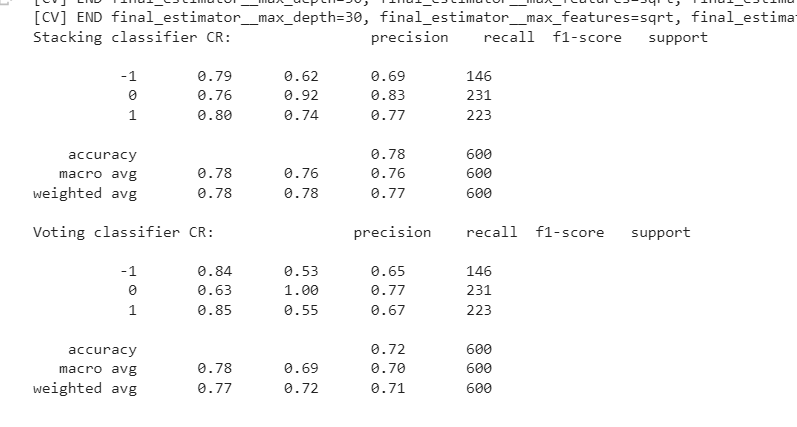 [CV] END final_estimator__max_depth=30, final_estimator__max_features=sqrt,
[CV] END final_estimator__max_depth=30, final_estimator__max_features=sqrt,
Stacking classifier CR: precision recall f1-score support
-1 0.79 0.62 0.69 146
0 0.76 0.92 0.83 231
1 0.80 0.74 0.77 223
accuracy 0.78 600
macro avg 0.78 0.76 0.76 600
weighted avg 0.78 0.78 0.77 600
Voting classifier CR: precision recall f1-score support
-1 0.84 0.53 0.65 146
0 0.63 1.00 0.77 231
1 0.85 0.55 0.67 223
accuracy 0.72 600
macro avg 0.78 0.69 0.70 600
weighted avg 0.77 0.72 0.71 600